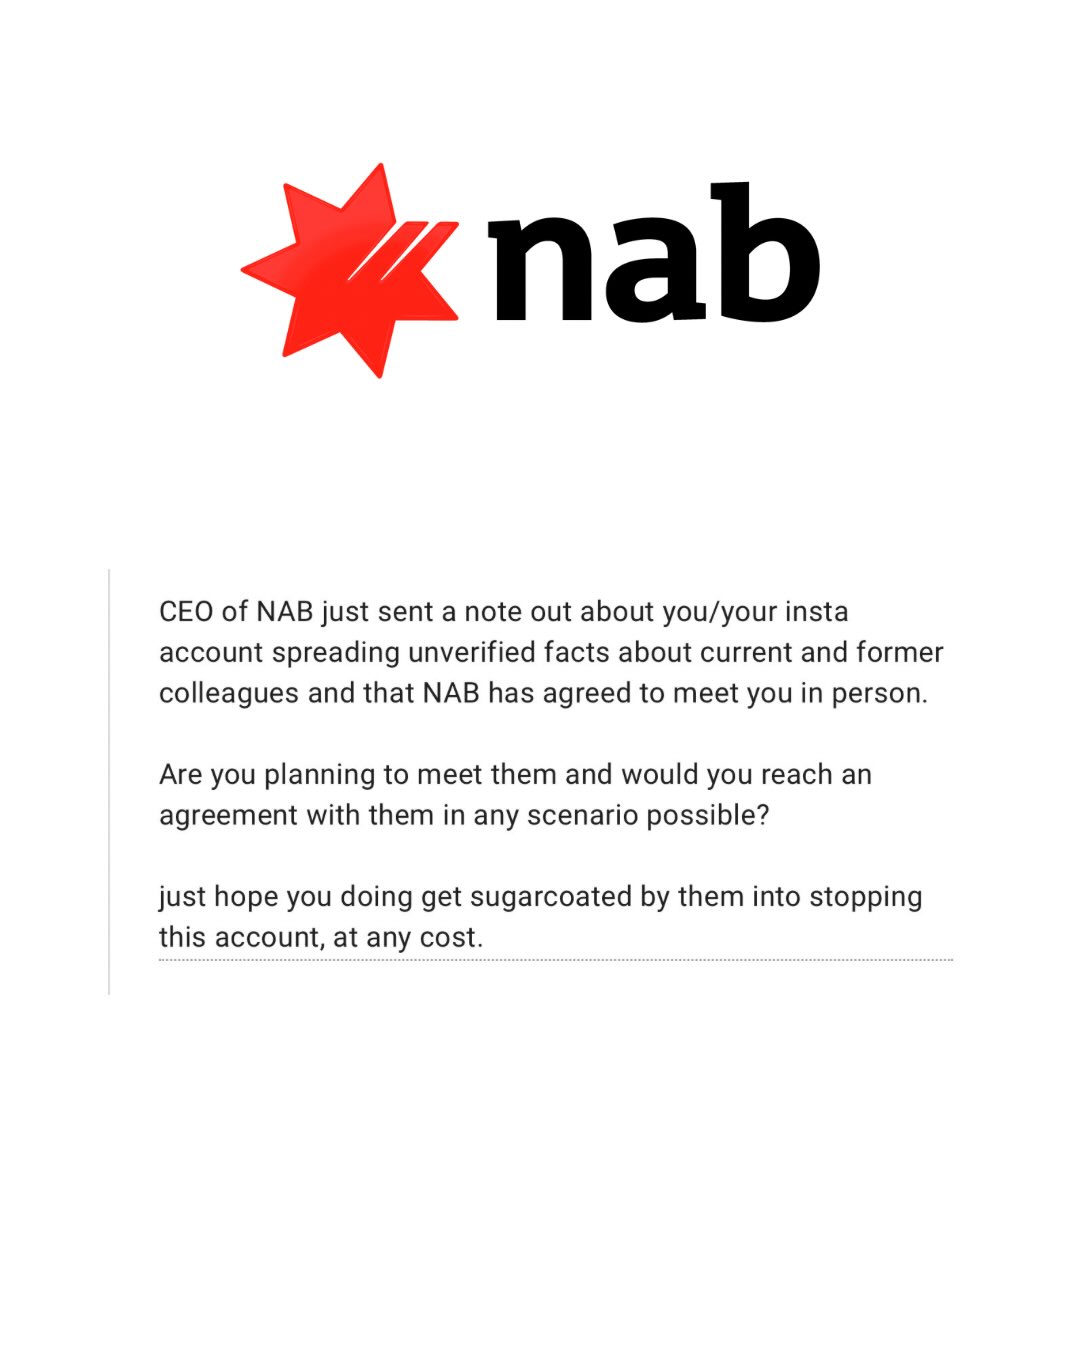 nab
CEO of NAB just sent a note out about you/your insta
account spreading unverified facts about current and former
colleagues and that NAB has agreed to meet you in person.
Are you planning to meet them and would you reach an
agreement with them in any scenario possible?
just hope you doing get sugarcoated by them into stopping
this account, at any cost.